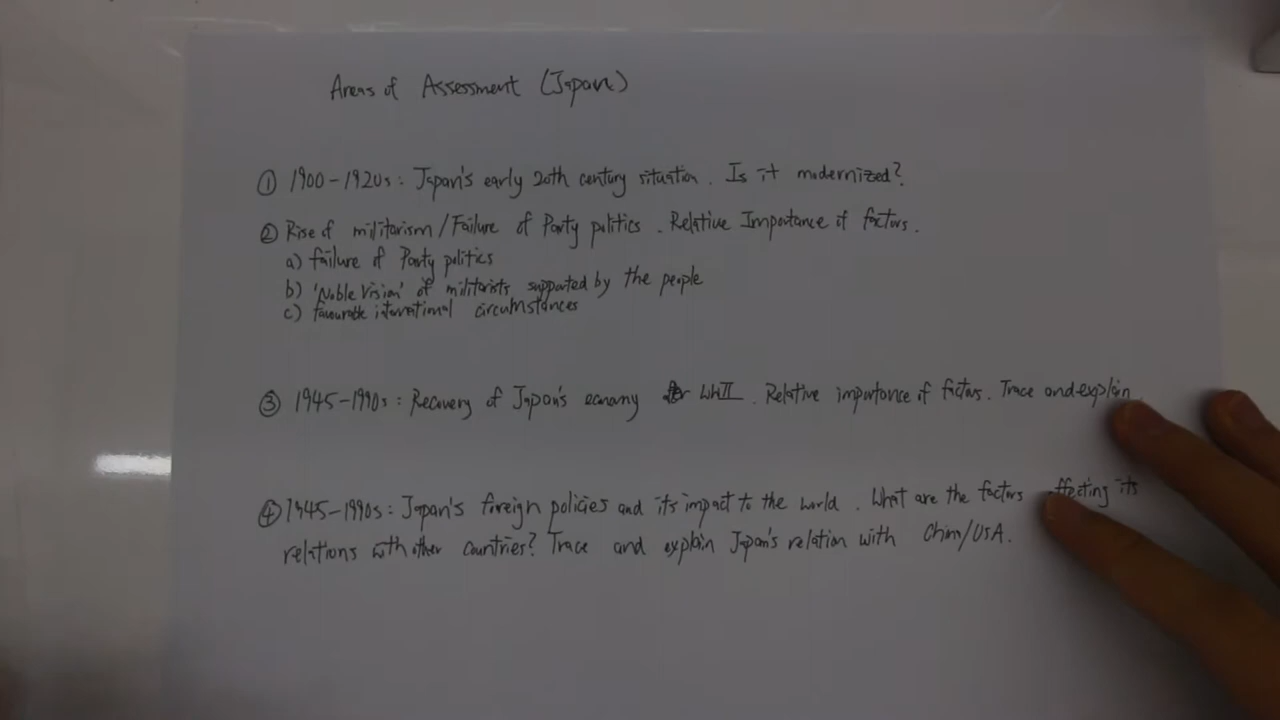 Areas of Assessment (Japan)
① 1900-1920s: Japan's early 20th century situation. Is it modernized?
② Rise of militarism/Failure of Party politics. Relative Importance of factors.
a) failure of Party politics
b) 'Noble Vision' of militarists supported by the people
c) favourable international circumstances
③ 1945-1990s: Recovery of Japan's economy after WWII. Relative importance of factors. Trace and explain
④ 1945-1990s: Japan's foreign policies and its impact to the world. What are the factors affecting its
relations with other countries? Trace and explain Japan's relation with China/USA.